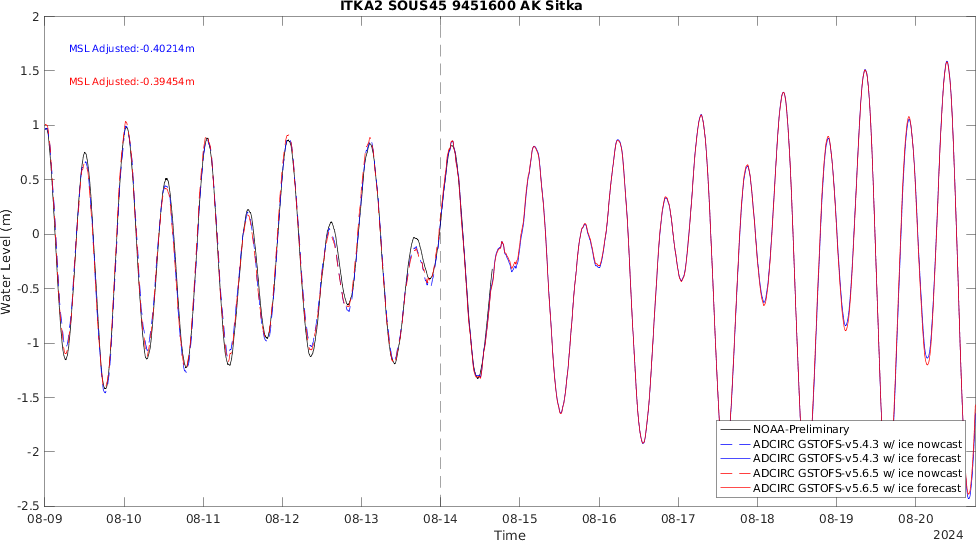 ITKA2 SOUS45 9451600 AK Sitka
MSL Adjusted:-0.40214m
MSL Adjusted:-0.39454m
Water Level (m)
2
1.5
1
0.5
0
-0.5
-1
-1.5
-2
-2.5
NOAA-Preliminary
ADCIRC GSTOFS-v5.4.3 w/ ice nowcast
ADCIRC GSTOFS-v5.4.3 w/ ice forecast
ADCIRC GSTOFS-v5.6.5 w/ ice nowcast
ADCIRC GSTOFS-v5.6.5 w/ ice forecast
08-09 08-10 08-11 08-12 08-13 08-14 08-15 08-16 08-17 08-18 08-19 08-20
Time
2024